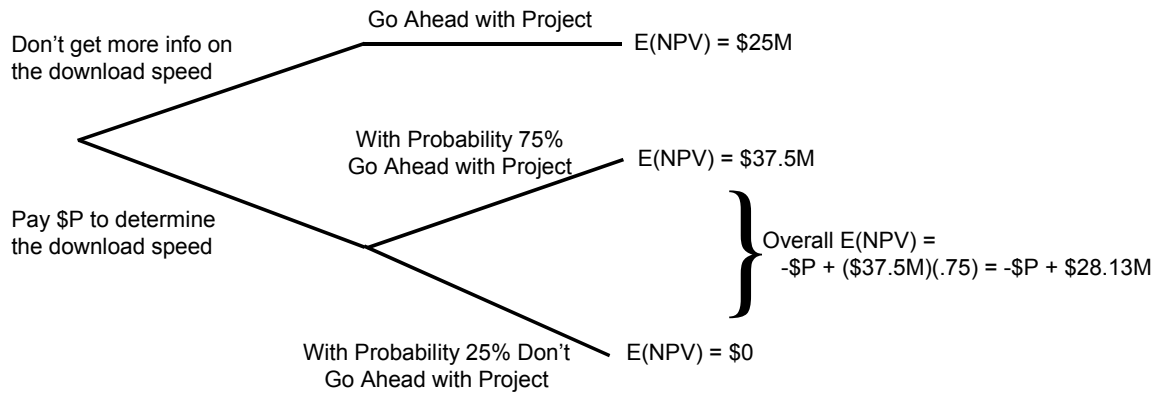 Go Ahead with Project
Don’t get more info on
the download speed
E(NPV) = $25M
With Probability 75%
Go Ahead with Project
E(NPV) = $37.5M
Pay $P to determine
the download speed
Overall E(NPV) =
-$P + ($37.5M)(.75) = -$P + $28.13M
With Probability 25% Don’t
Go Ahead with Project
E(NPV) = $0